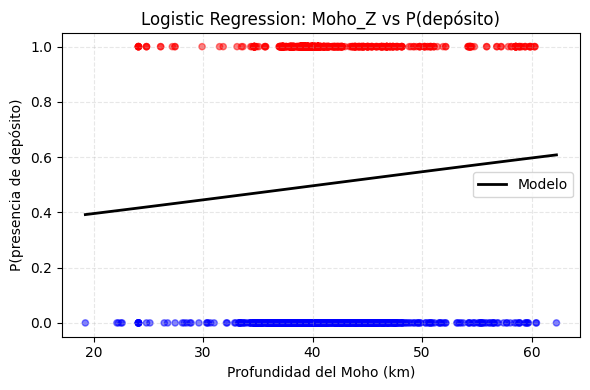 Logistic Regression: Moho_Z vs P(depósito)
P(presencia de depósito)
1.0
0.8
0.6
0.4
0.2
0.0
Modelo
20 30 40 50 60
Profundidad del Moho (km)